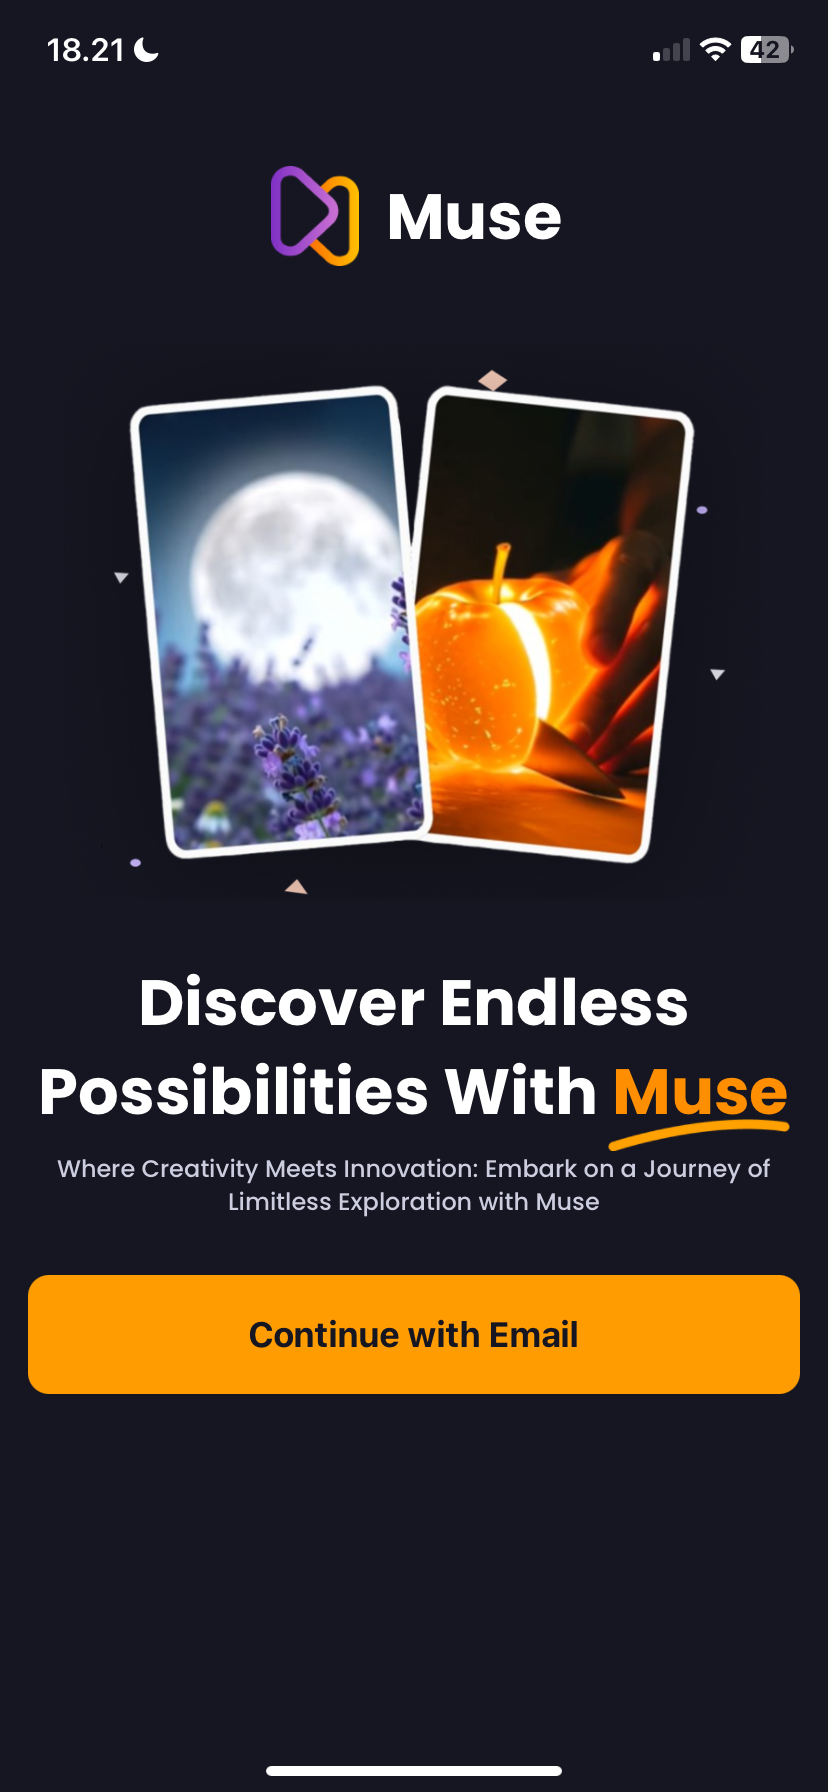 18.21
42
Muse
Discover Endless
Possibilities With Muse
Where Creativity Meets Innovation: Embark on a Journey of
Limitless Exploration with Muse
Continue with Email